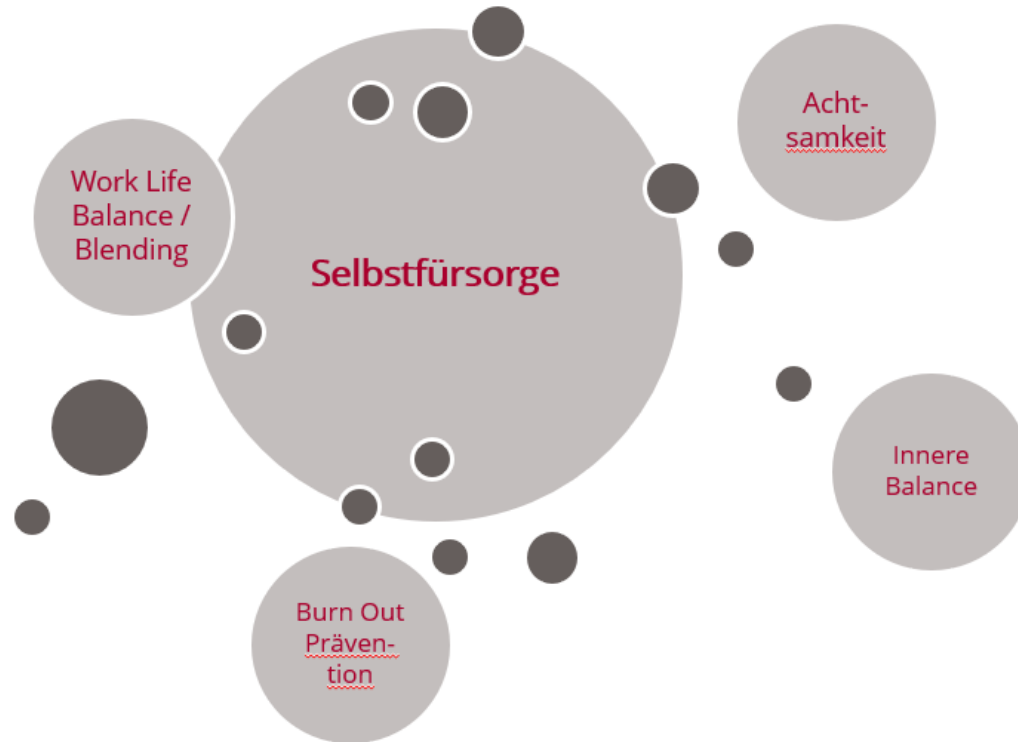 Acht-
samkeit
Work Life
Balance /
Blending
Selbstfürsorge
Innere
Balance
Burn Out
Präven-
tion